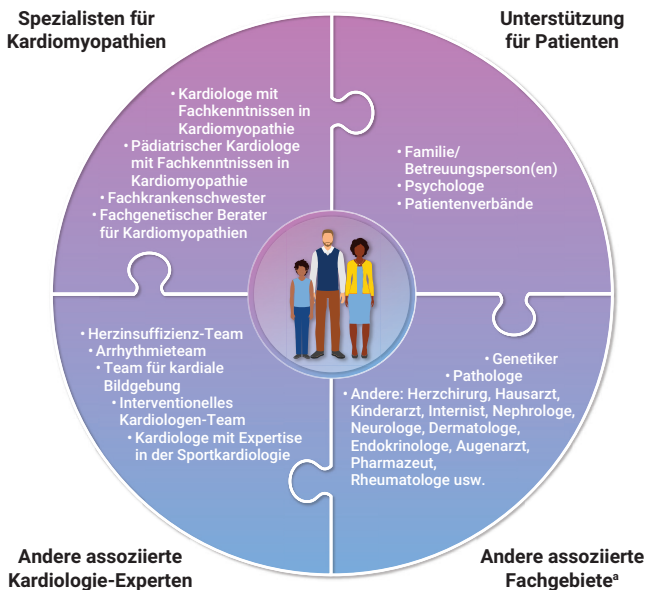 Spezialisten für
Kardiomyopathien
Unterstützung
für Patienten
• Kardiologe mit
Fachkenntnissen in
Kardiomyopathie
• Pädiatrischer Kardiologe
mit Fachkenntnissen in
Kardiomyopathie
• Fachkrankenschwester
• Fachgenetischer Berater
für Kardiomyopathien
• Familie/
Betreuungsperson(en)
• Psychologe
• Patientenverbände
• Herzinsuffizienz-Team
• Arrhythmieteam
• Team für kardiale
Bildgebung
• Interventionelles
Kardiologen-Team
• Kardiologe mit Expertise
in der Sportkardiologie
• Genetiker
• Pathologe
• Andere: Herzchirurg, Hausarzt,
Kinderarzt, Internist, Nephrologe,
Neurologe, Dermatologe,
Endokrinologe, Augenarzt,
Pharmazeut,
Rheumatologe usw.
Andere assoziierte
Kardiologie-Experten
Andere assoziierte
Fachgebieteᵃ